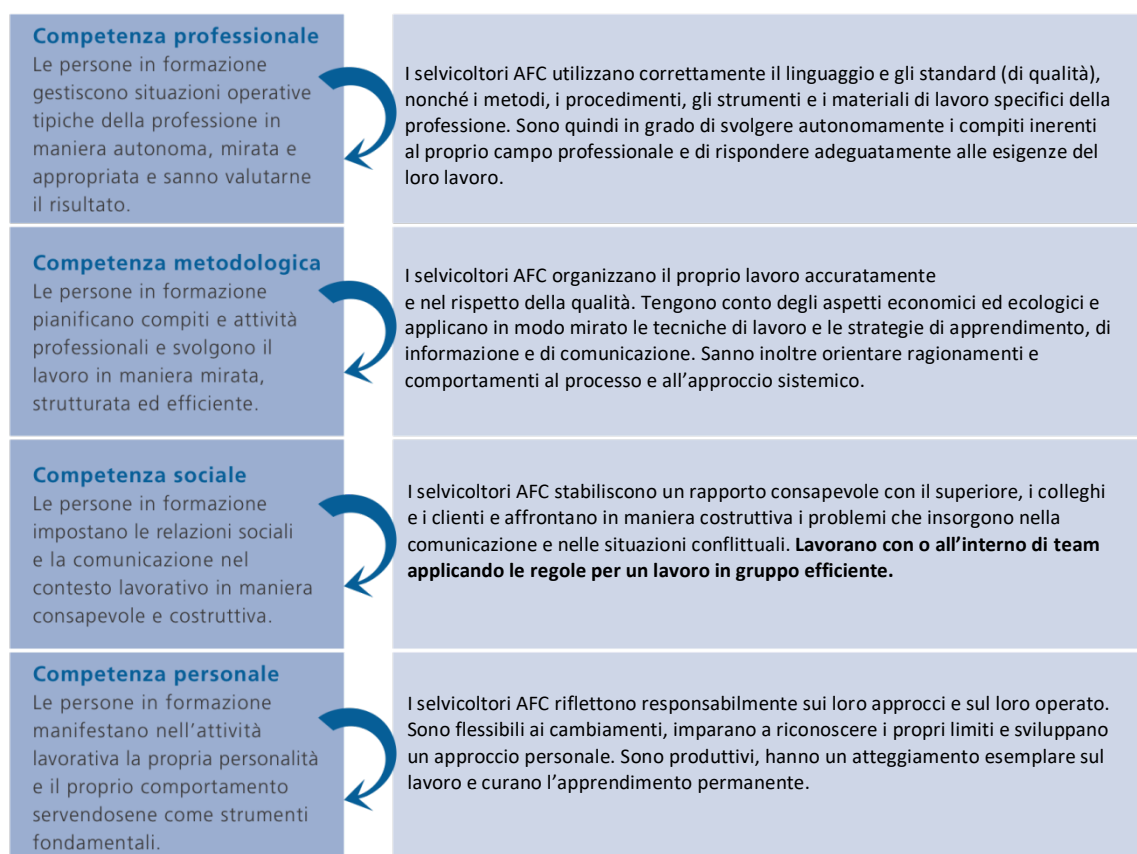 Competenza professionale
Le persone in formazione
gestiscono situazioni operative
tipiche della professione in
maniera autonoma, mirata e
appropriata e sanno valutarne
il risultato.
I selvicoltori AFC utilizzano correttamente il linguaggio e gli standard (di qualità),
nonché i metodi, i procedimenti, gli strumenti e i materiali di lavoro specifici della
professione. Sono quindi in grado di svolgere autonomamente i compiti inerenti
al proprio campo professionale e di rispondere adeguatamente alle esigenze del
loro lavoro.
Competenza metodologica
Le persone in formazione
pianificano compiti e attività
professionali e svolgono il
lavoro in maniera mirata,
strutturata ed efficiente.
I selvicoltori AFC organizzano il proprio lavoro accuratamente
e nel rispetto della qualità. Tengono conto degli aspetti economici ed ecologici e
applicano in modo mirato le tecniche di lavoro e le strategie di apprendimento, di
informazione e di comunicazione. Sanno inoltre orientare ragionamenti e
comportamenti al processo e all’approccio sistemico.
Competenza sociale
Le persone in formazione
impostano le relazioni sociali
e la comunicazione nel
contesto lavorativo in maniera
consapevole e costruttiva.
I selvicoltori AFC stabiliscono un rapporto consapevole con il superiore, i colleghi
e i clienti e affrontano in maniera costruttiva i problemi che insorgono nella
comunicazione e nelle situazioni conflittuali. Lavorano con o all’interno di team
applicando le regole per un lavoro in gruppo efficiente.
Competenza personale
Le persone in formazione
manifestano nell’attività
lavorativa la propria personalità
e il proprio comportamento
servendosene come strumenti
fondamentali.
I selvicoltori AFC riflettono responsabilmente sui loro approcci e sul loro operato.
Sono flessibili ai cambiamenti, imparano a riconoscere i propri limiti e sviluppano
un approccio personale. Sono produttivi, hanno un atteggiamento esemplare sul
lavoro e curano l’apprendimento permanente.